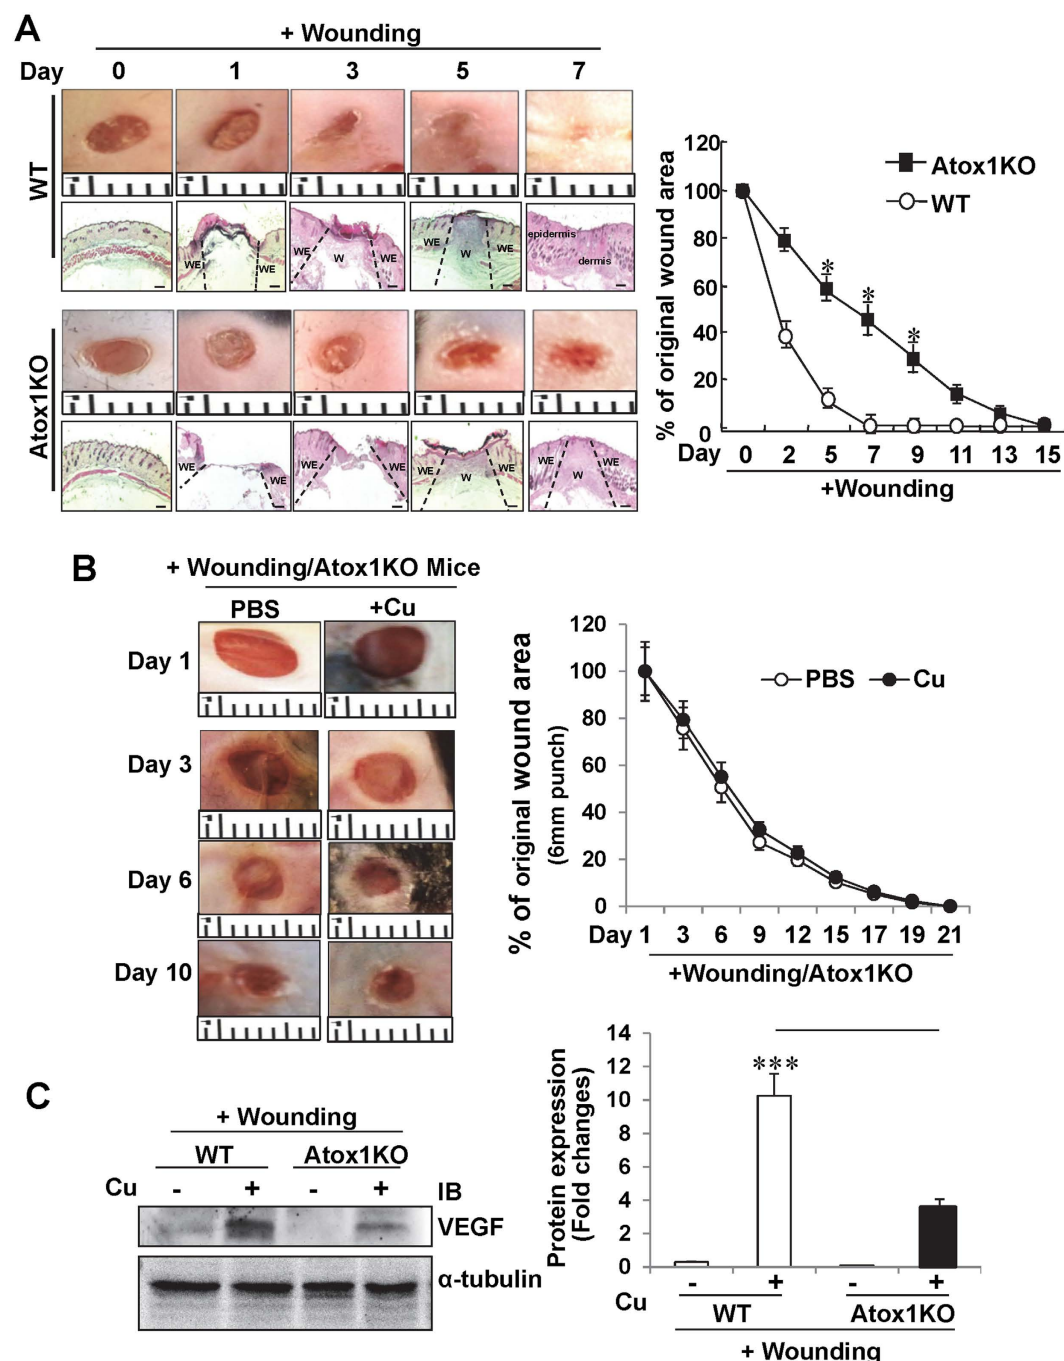 A
+ Wounding
Day 0 1 3 5 7
WT
WE WE
WE W WE
WE W WE
epidermis
dermis
Atox1KO
WE WE
WE WE
WE W WE
WE WE
% of original wound area
120
100
80
60
40
20
0
Atox1KO
WT
Day 0 2 5 7 9 11 13 15
* * *
+Wounding
B
+ Wounding/Atox1KO Mice
PBS +Cu
Day 1
Day 3
Day 6
Day 10
% of original wound area
(6mm punch)
120
100
80
60
40
20
0
PBS Cu
Day 1 3 6 9 12 15 17 19 21
+Wounding/Atox1KO
C
+ Wounding
WT Atox1KO
Cu - + - + IB
VEGF
α-tubulin
Protein expression
(Fold changes)
14
12
10
8
6
4
2
0
***
Cu - + - +
WT Atox1KO
+ Wounding